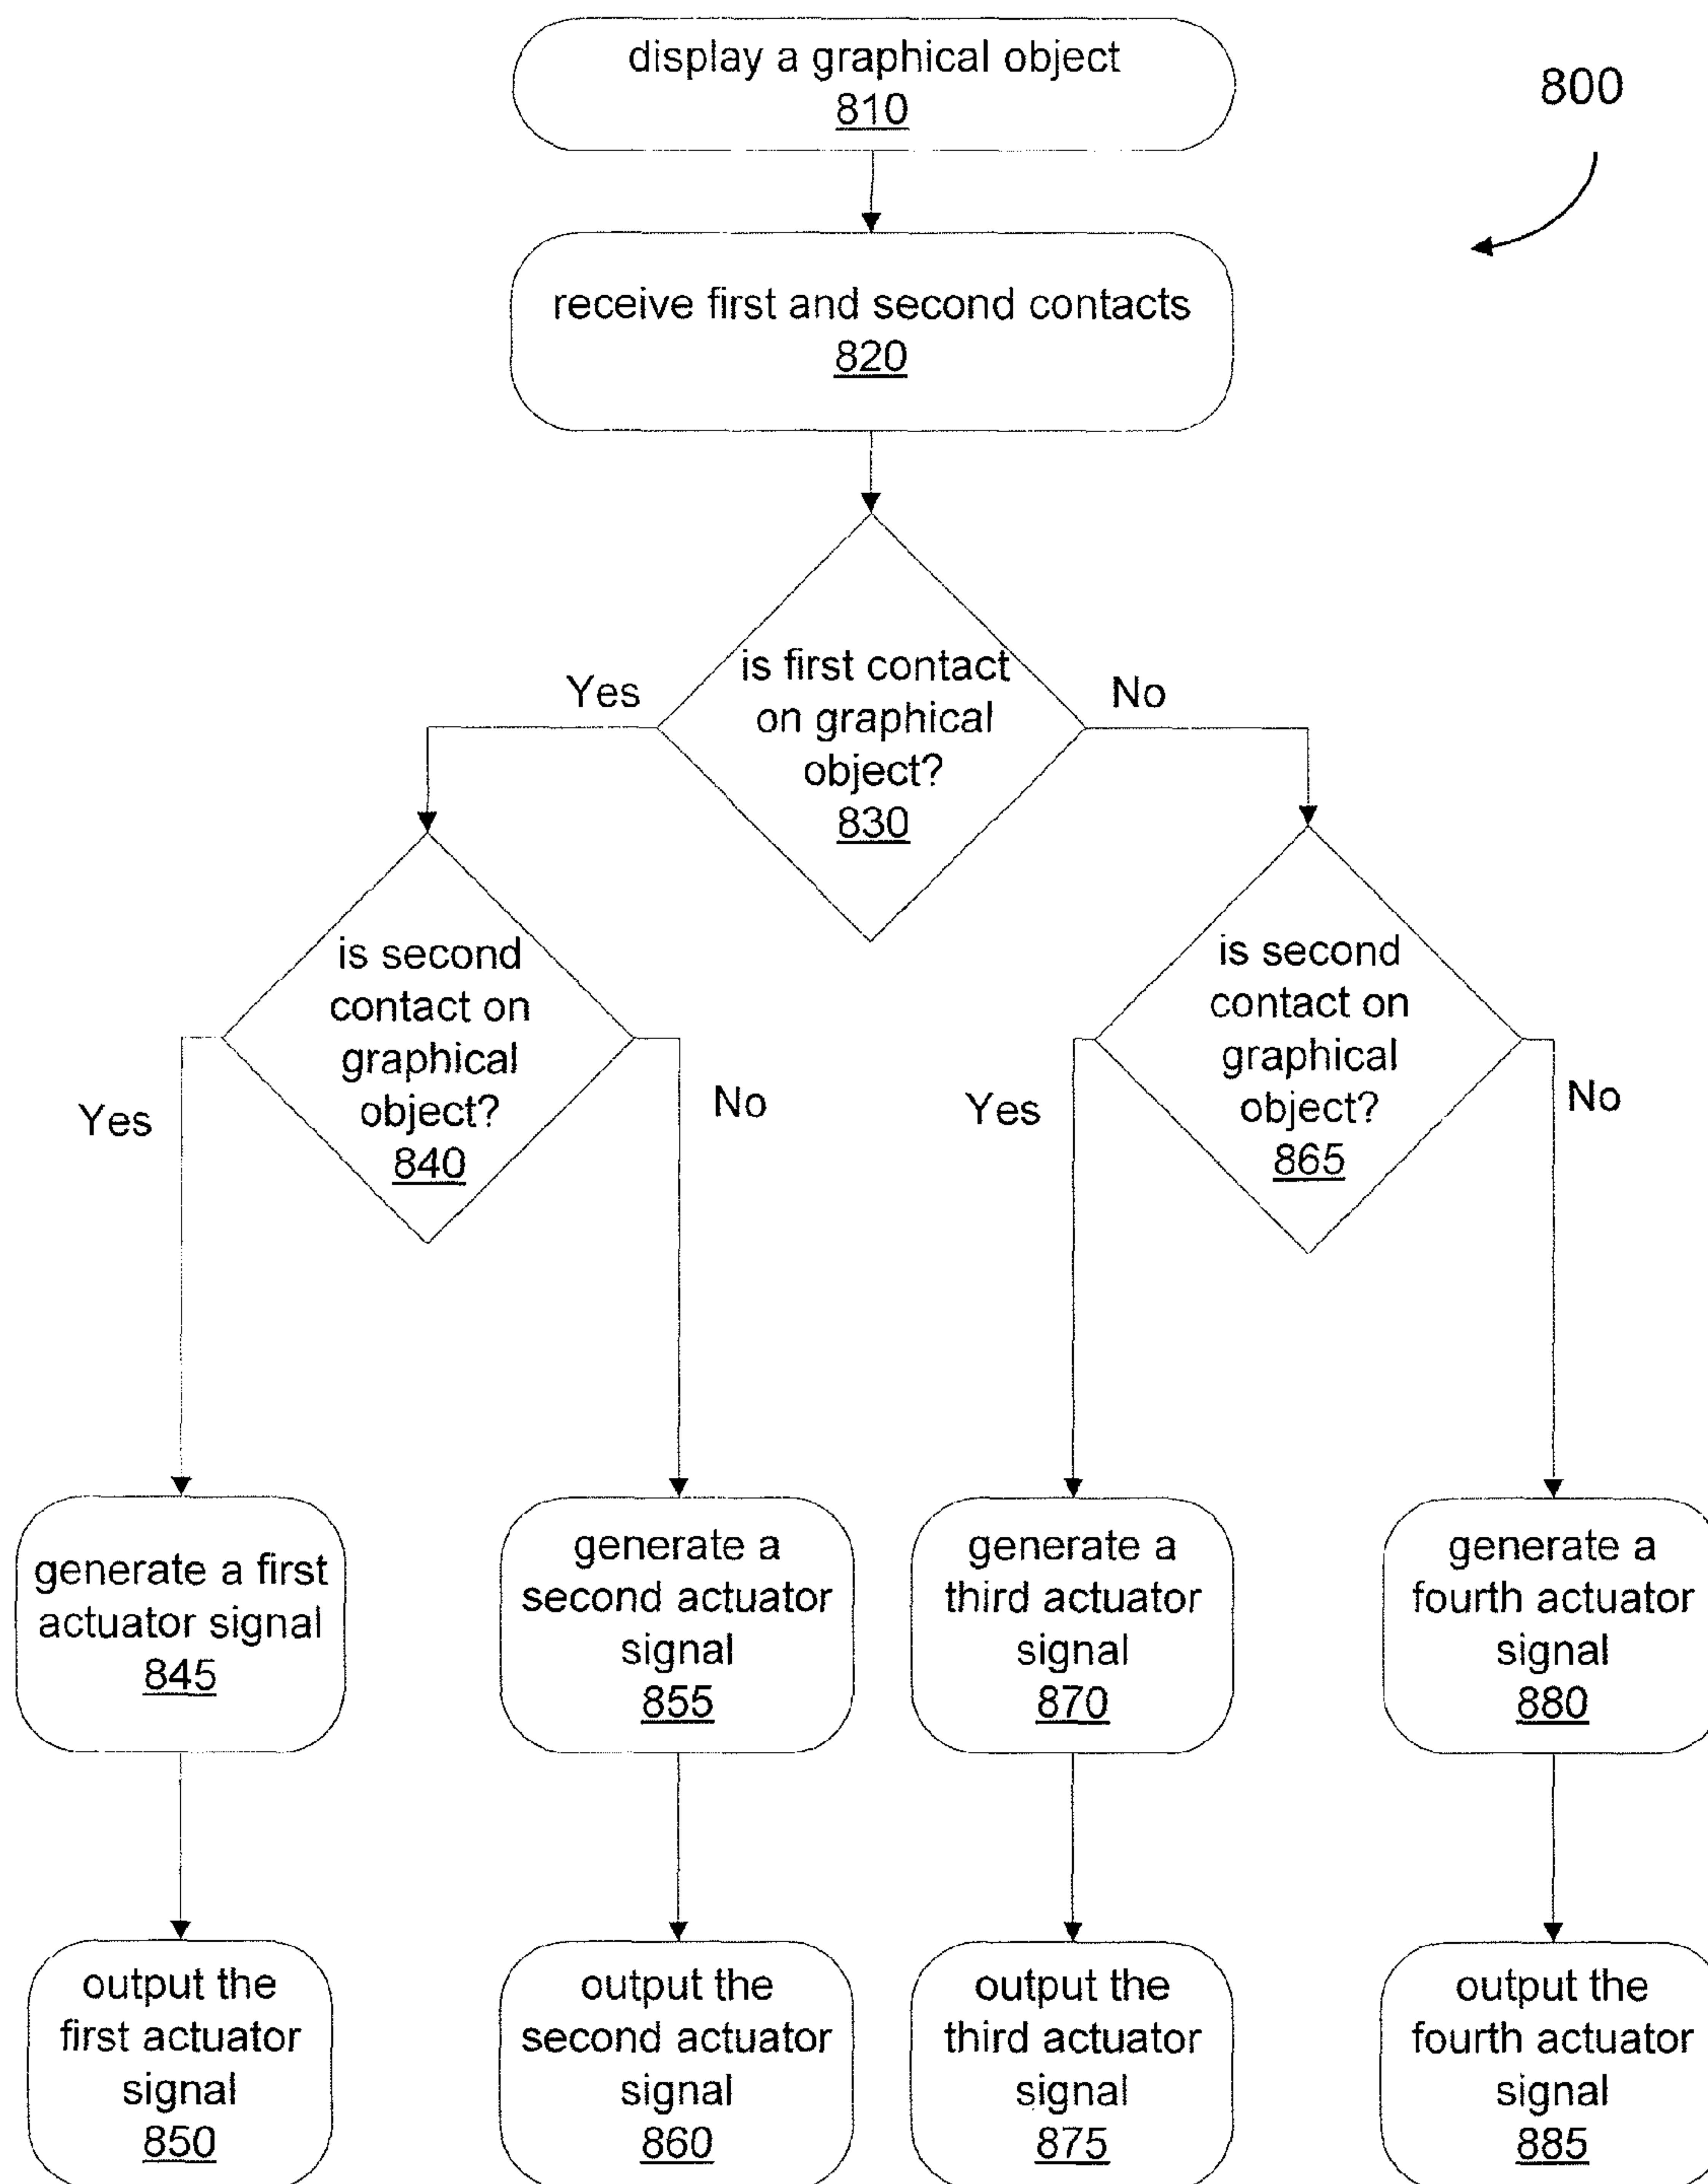 display a graphical object
810
800
receive first and second contacts
820
is first contact
on graphical
object?
830
Yes
No
is second
contact on
graphical
object?
840
Yes
No
is second
contact on
graphical
object?
865
Yes
No
generate a first
actuator signal
845
generate a
second actuator
signal
855
generate a
third actuator
signal
870
generate a
fourth actuator
signal
880
output the
first actuator
signal
850
output the
second actuator
signal
860
output the
third actuator
signal
875
output the
fourth actuator
signal
885